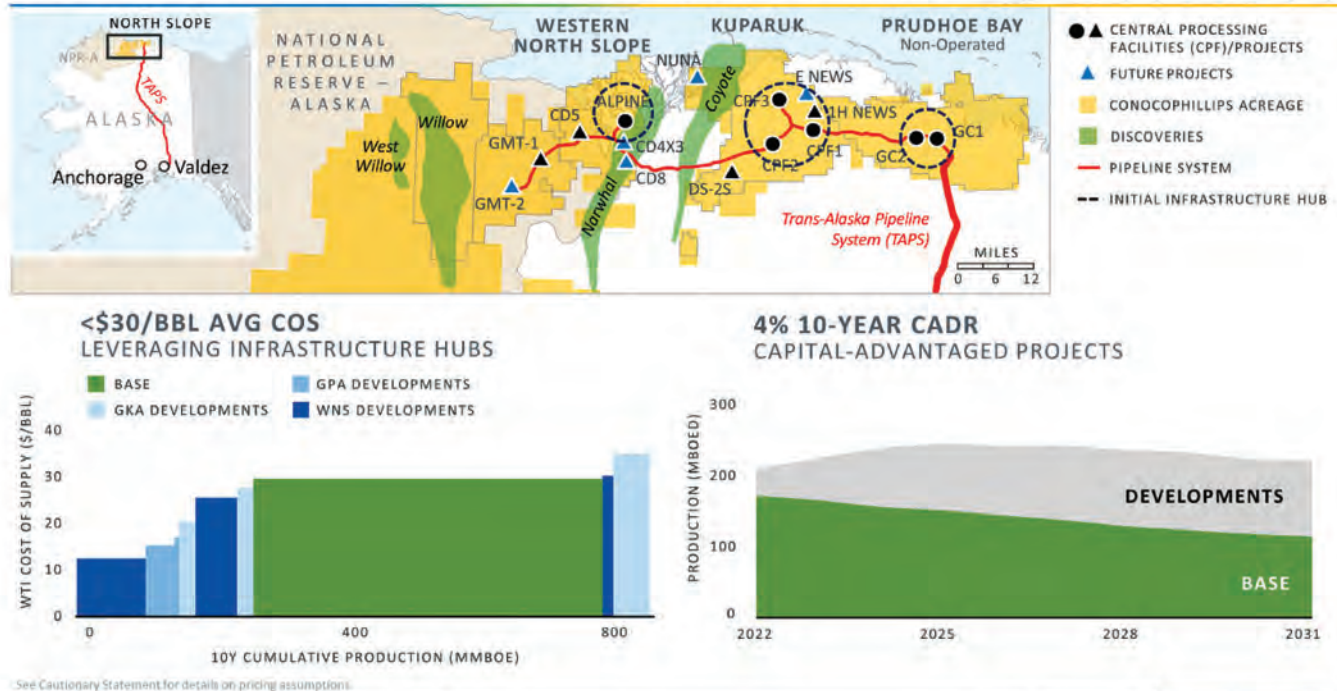 NORTH SLOPE
NPR-A
TAPS
ALASKA
Anchorage
Valdez
NATIONAL
PETROLEUM
RESERVE –
ALASKA
WESTERN
NORTH SLOPE
KUPARUK
PRUDHOE BAY
Non-Operated
NUNA
Coyote
E NEWS
CPF3
1H NEWS
ALPINE
CD5
Willow
West
Willow
GMT-1
CD4X3
CPF1
GC1
GC2
CPF2
CD8
DS-2S
GMT-2
Narwhal
Trans-Alaska Pipeline
System (TAPS)
MILES
0 12
CENTRAL PROCESSING
FACILITIES (CPF)/PROJECTS
FUTURE PROJECTS
CONOCOPHILLIPS ACREAGE
DISCOVERIES
PIPELINE SYSTEM
INITIAL INFRASTRUCTURE HUB
<$30/BBL AVG COS
LEVERAGING INFRASTRUCTURE HUBS
BASE
GPA DEVELOPMENTS
GKA DEVELOPMENTS
WNS DEVELOPMENTS
WTI COST OF SUPPLY ($/BBL)
40
30
20
10
0
0 400 800
10Y CUMULATIVE PRODUCTION (MMBOE)
4% 10-YEAR CADR
CAPITAL-ADVANTAGED PROJECTS
PRODUCTION (MBOED)
300
200
100
0
DEVELOPMENTS
BASE
2022 2025 2028 2031
See Cautionary Statement for details on pricing assumptions.